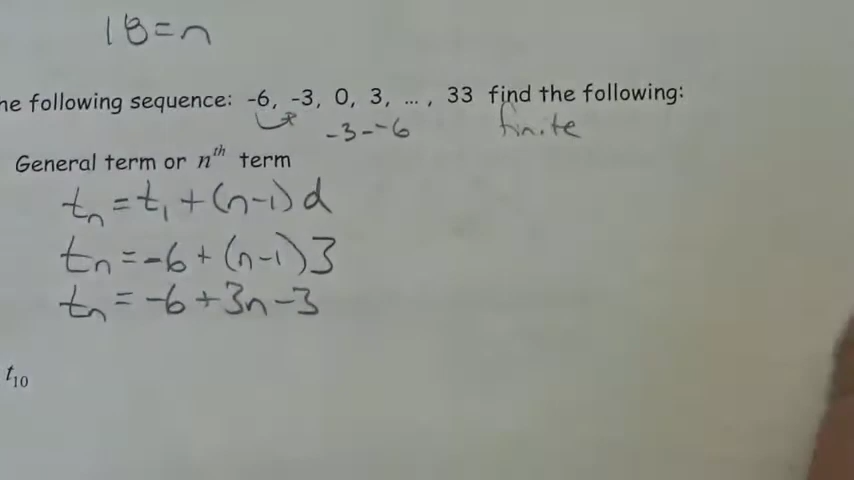 18=n
he following sequence: -6, -3, 0, 3, ... , 33 find the following:
-3--6 finite
General term or nᵗʰ term
tₙ = t₁ + (n-1)d
tₙ = -6 + (n-1)3
tₙ = -6 + 3n - 3
t₁₀